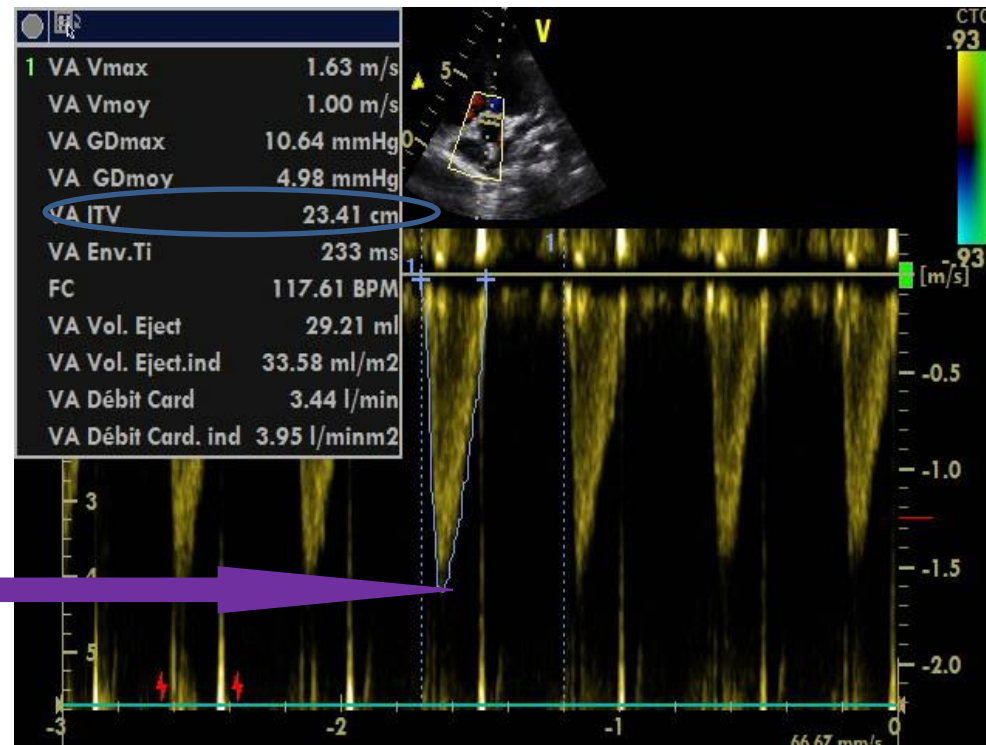 1 VA Vmax 1.63 m/s
VA Vmoy 1.00 m/s
VA GDmax 10.64 mmHg
VA GDmoy 4.98 mmHg
VA ITV 23.41 cm
VA Env.Ti 233 ms
FC 117.61 BPM
VA Vol. Eject 29.21 ml
VA Vol. Eject.ind 33.58 ml/m2
VA Débit Card 3.44 l/min
VA Débit Card. ind 3.95 l/minm2
V
5
.93
-.93
[m/s]
1
1
-0.5
-1.0
-1.5
-2.0
3
5
-3
-2
-1
0
66.67 mm/s